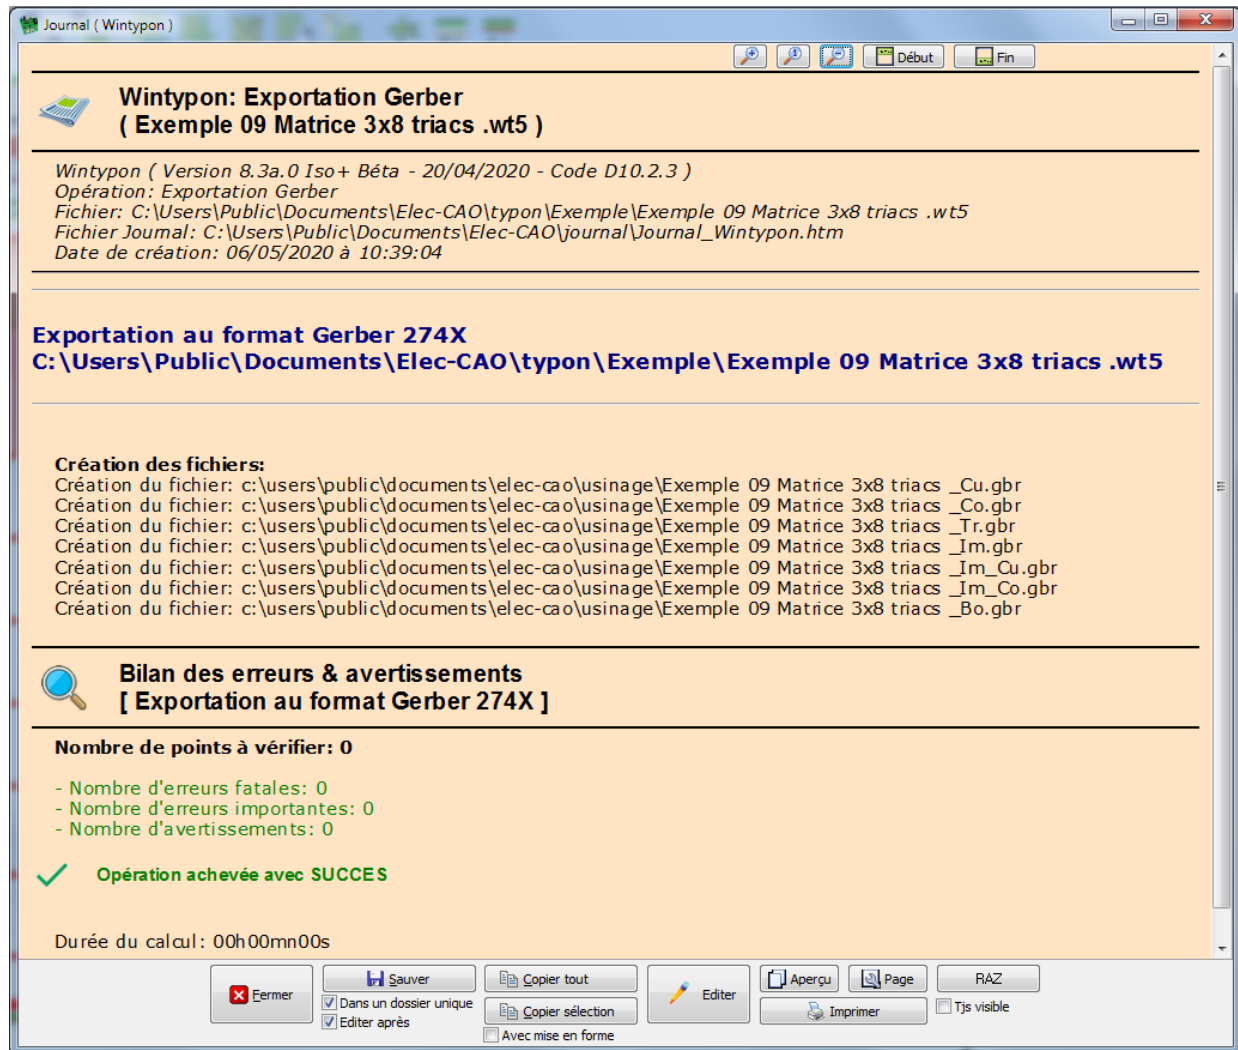 Journal ( Wintypon )
Début
Fin
Wintypon: Exportation Gerber
( Exemple 09 Matrice 3x8 triacs .wt5 )
Wintypon ( Version 8.3a.0 Iso+ Béta - 20/04/2020 - Code D10.2.3 )
Opération: Exportation Gerber
Fichier: C:\Users\Public\Documents\Elec-CAO\typon\Exemple\Exemple 09 Matrice 3x8 triacs .wt5
Fichier Journal: C:\Users\Public\Documents\Elec-CAO\journal\Journal_Wintypon.htm
Date de création: 06/05/2020 à 10:39:04
Exportation au format Gerber 274X
C:\Users\Public\Documents\Elec-CAO\typon\Exemple\Exemple 09 Matrice 3x8 triacs .wt5
Création des fichiers:
Création du fichier: c:\users\public\documents\elec-cao\usinage\Exemple 09 Matrice 3x8 triacs _Cu.gbr
Création du fichier: c:\users\public\documents\elec-cao\usinage\Exemple 09 Matrice 3x8 triacs _Co.gbr
Création du fichier: c:\users\public\documents\elec-cao\usinage\Exemple 09 Matrice 3x8 triacs _Tr.gbr
Création du fichier: c:\users\public\documents\elec-cao\usinage\Exemple 09 Matrice 3x8 triacs _Im.gbr
Création du fichier: c:\users\public\documents\elec-cao\usinage\Exemple 09 Matrice 3x8 triacs _Im_Cu.gbr
Création du fichier: c:\users\public\documents\elec-cao\usinage\Exemple 09 Matrice 3x8 triacs _Im_Co.gbr
Création du fichier: c:\users\public\documents\elec-cao\usinage\Exemple 09 Matrice 3x8 triacs _Bo.gbr
Bilan des erreurs & avertissements
[ Exportation au format Gerber 274X ]
Nombre de points à vérifier: 0
- Nombre d'erreurs fatales: 0
- Nombre d'erreurs importantes: 0
- Nombre d'avertissements: 0
Opération achevée avec SUCCES
Durée du calcul: 00h00mn00s
Fermer
Sauver
Dans un dossier unique
Editer après
Copier tout
Copier sélection
Avec mise en forme
Editer
Aperçu
Page
Imprimer
RAZ
Tjs visible